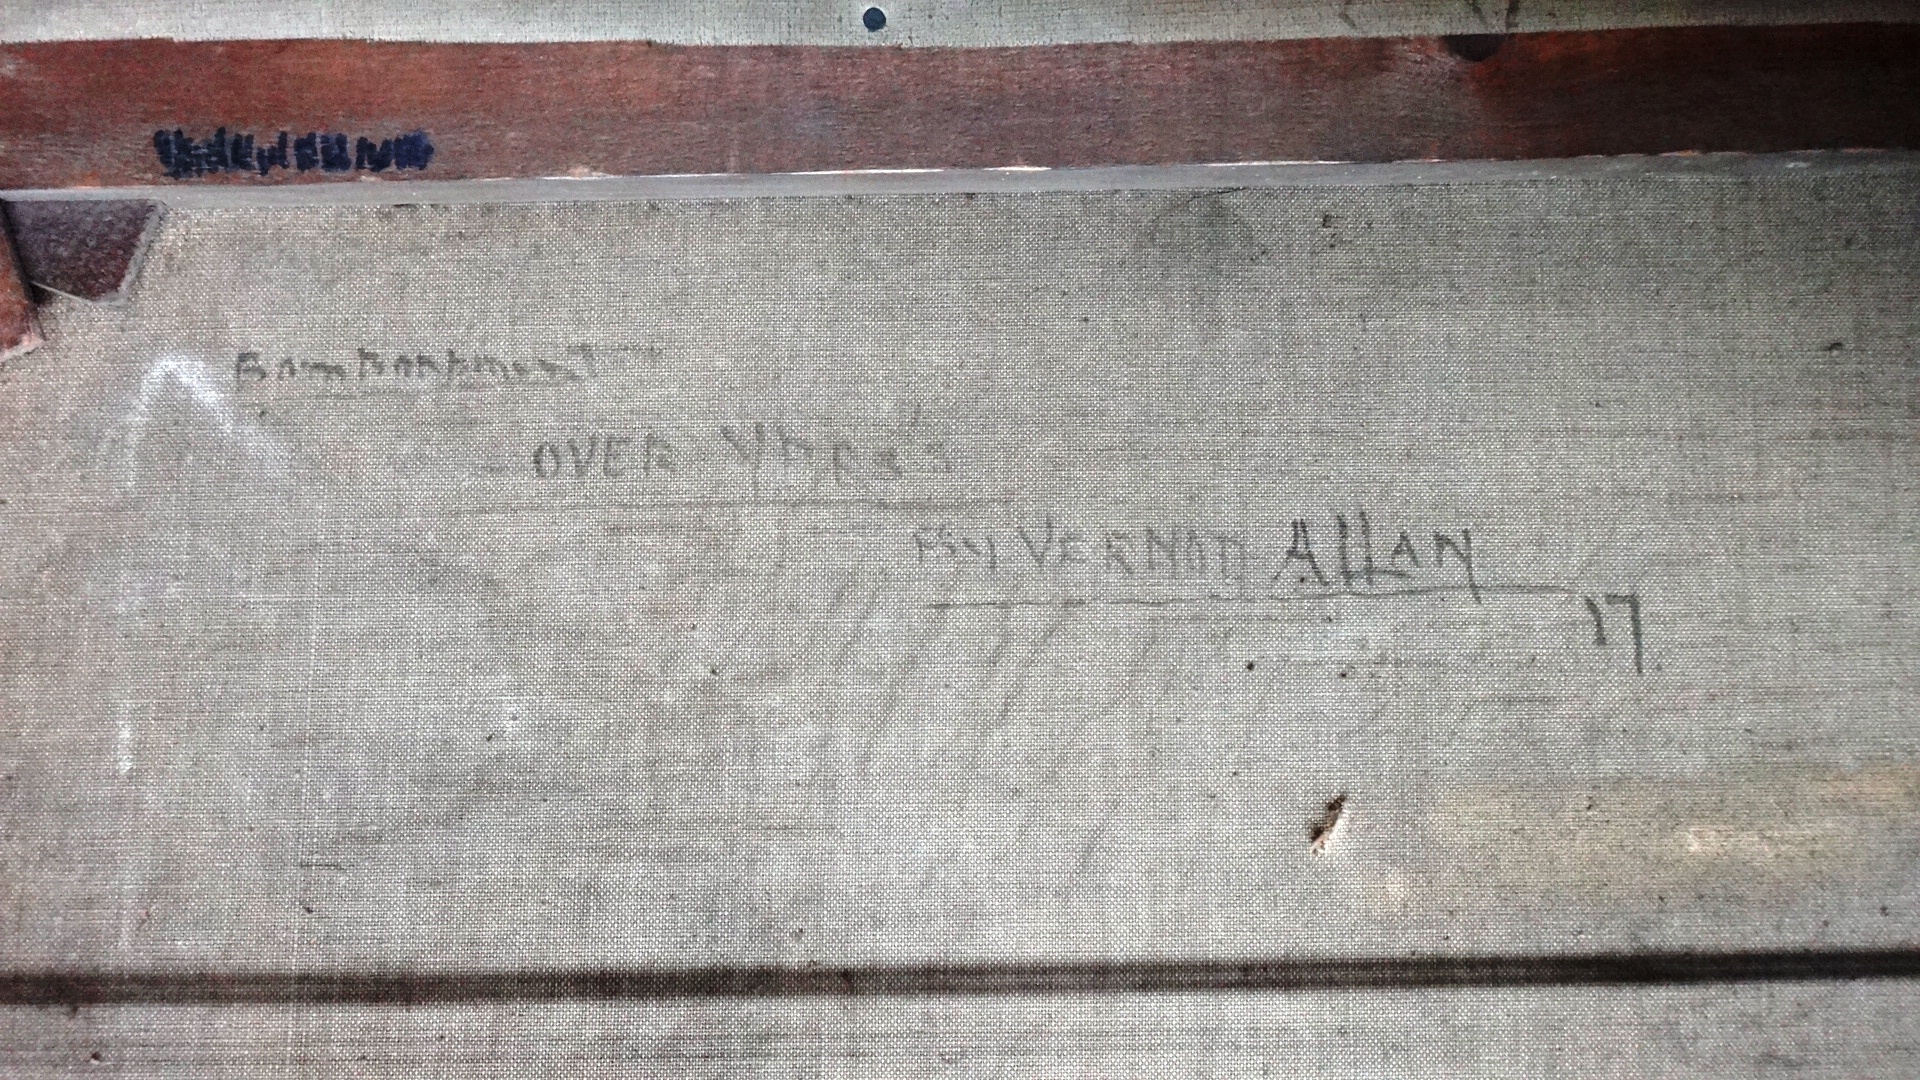 Bombardment
OVER YPRES
By VERNON AllAN
17.